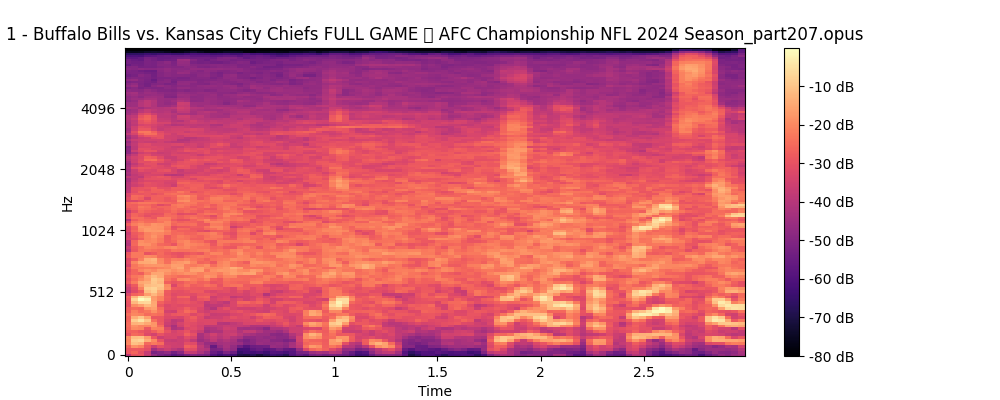 1 - Buffalo Bills vs. Kansas City Chiefs FULL GAME ▯ AFC Championship NFL 2024 Season_part207.opus
4096
2048
1024
512
0
Hz
0
0.5
1
1.5
2
2.5
Time
-10 dB
-20 dB
-30 dB
-40 dB
-50 dB
-60 dB
-70 dB
-80 dB